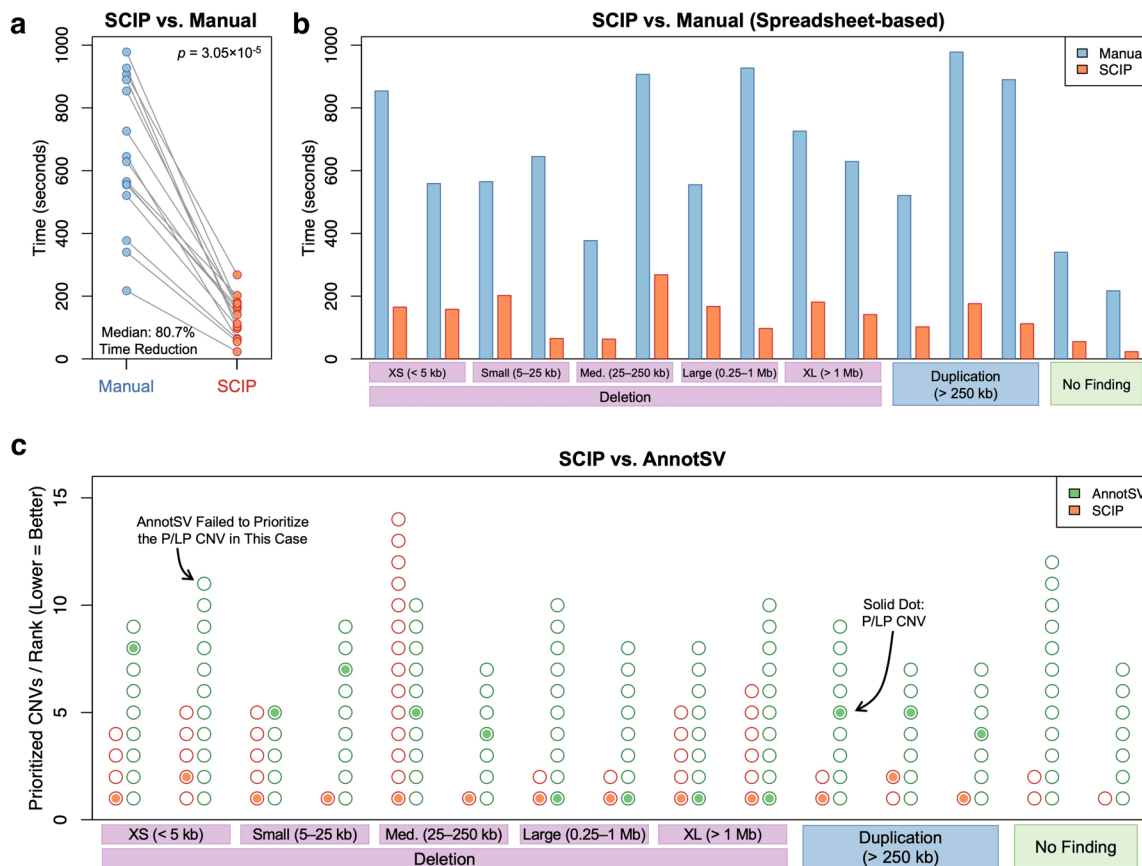 a
SCIP vs. Manual
p = 3.05×10-5
Time (seconds)
1000
800
600
400
200
0
Median: 80.7%
Time Reduction
Manual
SCIP
b
SCIP vs. Manual (Spreadsheet-based)
Time (seconds)
1000
800
600
400
200
0
Manual
SCIP
XS (< 5 kb)
Small (5–25 kb)
Med. (25–250 kb)
Large (0.25–1 Mb)
XL (> 1 Mb)
Deletion
Duplication
(> 250 kb)
No Finding
c
SCIP vs. AnnotSV
Prioritized CNVs / Rank (Lower = Better)
15
10
5
0
AnnotSV Failed to Prioritize
the P/LP CNV in This Case
Solid Dot:
P/LP CNV
AnnotSV
SCIP
XS (< 5 kb)
Small (5–25 kb)
Med. (25–250 kb)
Large (0.25–1 Mb)
XL (> 1 Mb)
Deletion
Duplication
(> 250 kb)
No Finding